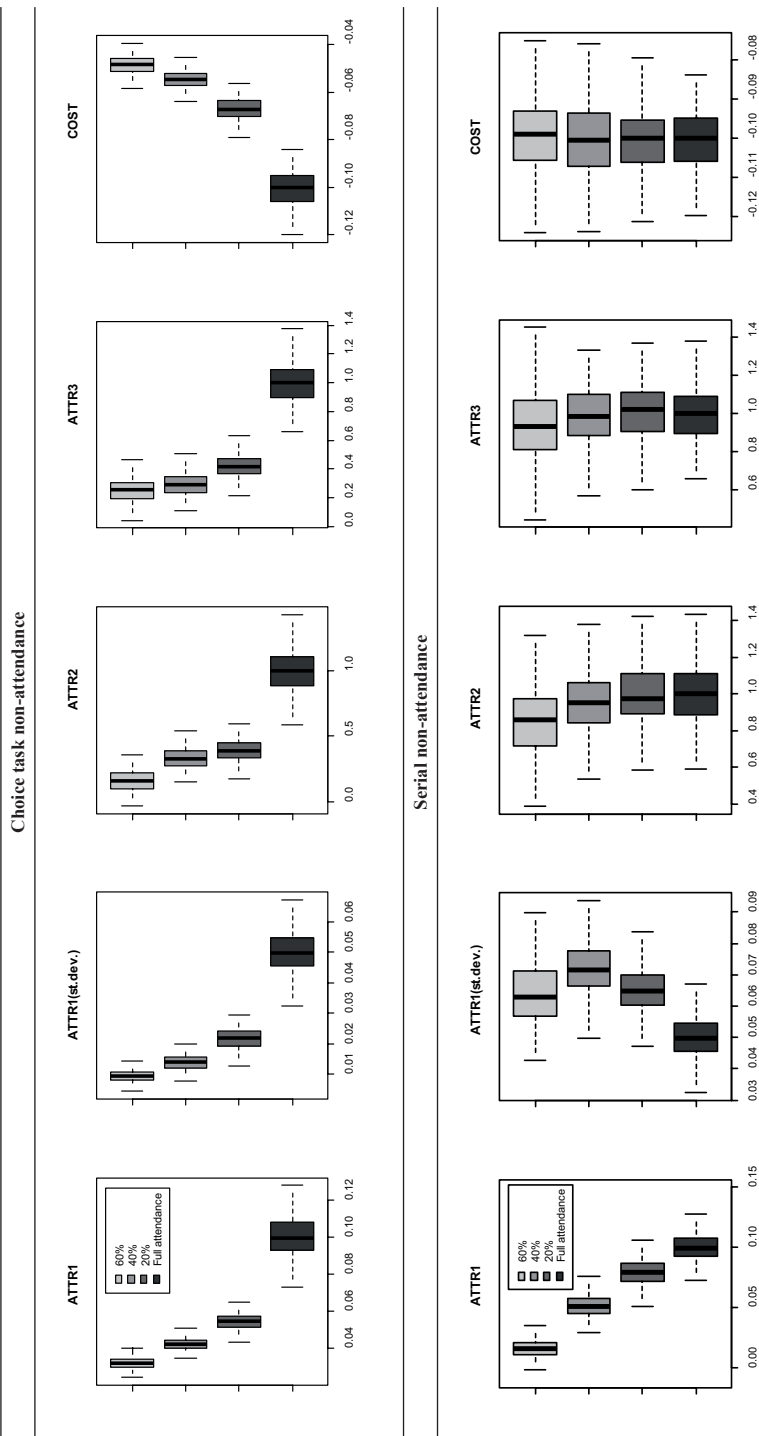 Choice task non-attendance
ATTR1 ATTR1(st.dev.) ATTR2 ATTR3 COST
60%
40%
20%
Full attendance
0.04 0.06 0.08 0.10 0.12
0.01 0.02 0.03 0.04 0.05 0.06
0.0 0.5 1.0
0.0 0.2 0.4 0.6 0.8 1.0 1.2 1.4
-0.12 -0.10 -0.08 -0.06 -0.04
Serial non-attendance
ATTR1 ATTR1(st.dev.) ATTR2 ATTR3 COST
60%
40%
20%
Full attendance
0.00 0.05 0.10 0.15
0.03 0.04 0.05 0.06 0.07 0.08 0.09
0.4 0.6 0.8 1.0 1.2 1.4
0.6 0.8 1.0 1.2 1.4
-0.12 -0.11 -0.10 -0.09 -0.08